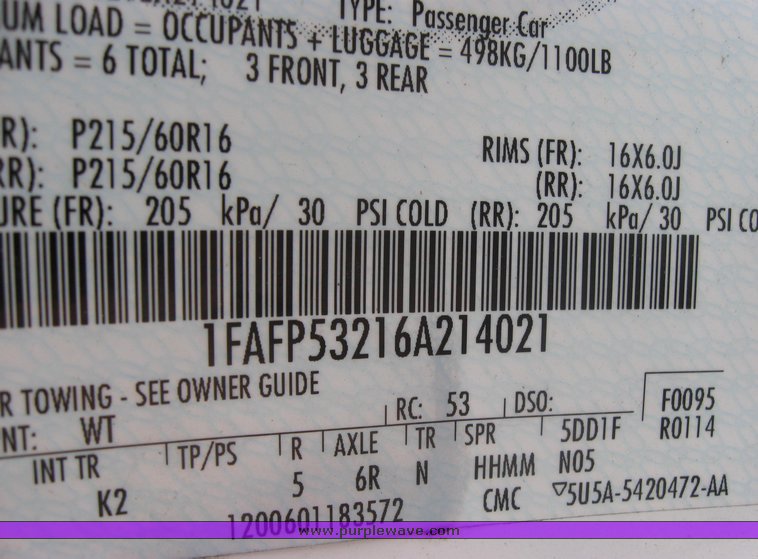 TYPE: Passenger Car
UM LOAD = OCCUPANTS + LUGGAGE = 498KG/1100LB
ANTS = 6 TOTAL; 3 FRONT, 3 REAR
R): P215/60R16 RIMS (FR): 16X6.0J
RR): P215/60R16 (RR): 16X6.0J
URE (FR): 205 kPa/ 30 PSI COLD (RR): 205 kPa/ 30 PSI CO
1FAFP53216A214021
R TOWING - SEE OWNER GUIDE
RC: 53 DSO: F0095
NT: WT R0114
INT TR TP/PS R AXLE TR SPR 5DD1F
K2 5 6R N HHMM N05
CMC 5U5A-5420472-AA
1200601183572
www.purplewave.com